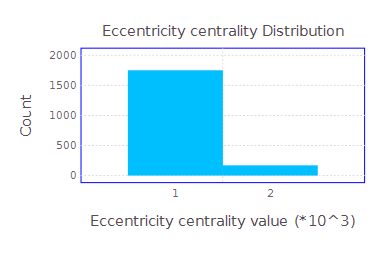 Eccentricity centrality Distribution
2000
1500
1000
500
0
Count
1 2
Eccentricity centrality value (*10^3)